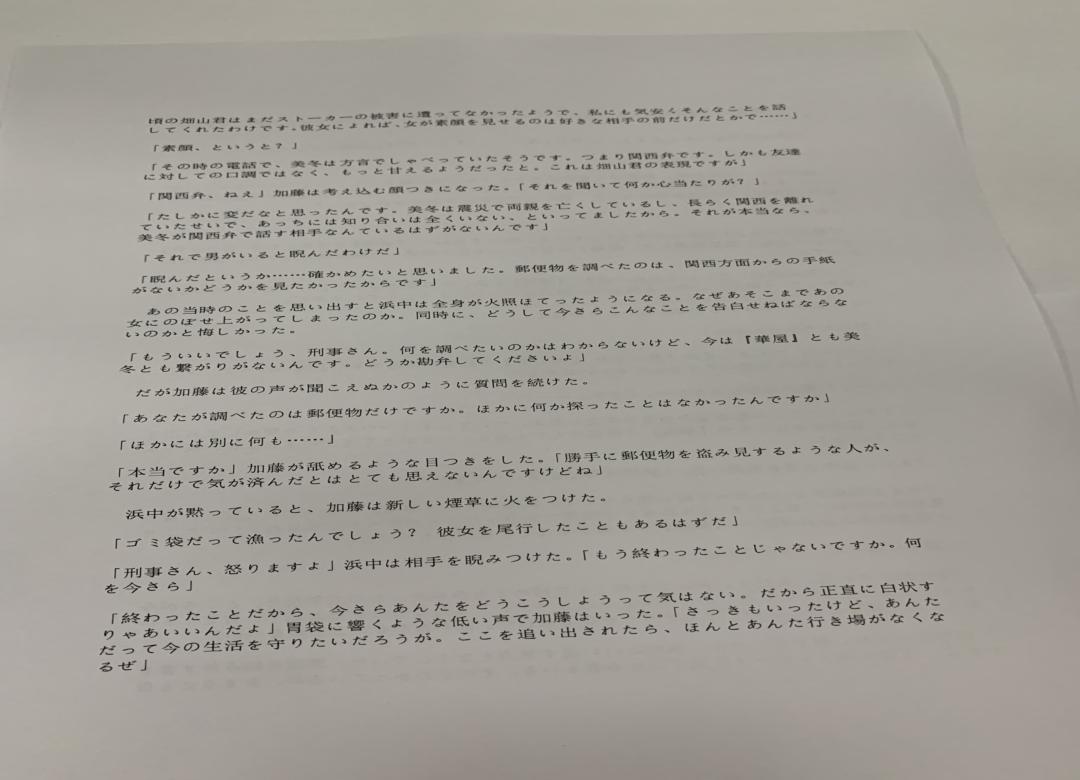 頃の畑山君はまだストーカーの被害に遭ってなかったようで、私にも気安くそんなことを話
してくれたわけです。彼女によれば、女が素顔を見せるのは好きな相手の前だけだとかで……」
「素顔、というと？」
「その時の電話で、美冬は方言でしゃべっていたそうです。つまり関西弁です。しかも友達
に対しての口調ではなく、もっと甘えるようだったと。これは畑山君の表現ですが」
「関西弁、ねえ」加藤は考え込む顔つきになった。「それを聞いて何か心当たりが？」
「たしかに変だなと思ったんです。美冬は震災で両親を亡くしているし、長らく関西を離れ
ていたせいで、あっちには知り合いは全くいない、といってましたから。それが本当なら、
美冬が関西弁で話す相手なんているはずがないんです」
「それで男がいると睨んだわけだ」
「睨んだというか……確かめたいと思いました。郵便物を調べたのは、関西方面からの手紙
がないかどうかを見たかったからです」
あの当時のことを思い出すと浜中は全身が火照ほてったようになる。なぜあそこまであの
女にのぼせ上がってしまったのか。同時に、どうして今さらこんなことを告白せねばならな
いのかと悔しかった。
「もういいでしょう、刑事さん。何を調べたいのかはわからないけど、今は『華屋』とも美
冬とも繋がりがないんです。どうか勘弁してくださいよ」
だが加藤は彼の声が聞こえぬかのように質問を続けた。
「あなたが調べたのは郵便物だけですか。ほかに何か探ったことはなかったんですか」
「ほかには別に何も……」
「本当ですか」加藤が舐めるような目つきをした。「勝手に郵便物を盗み見するような人が、
それだけで気が済んだとはとても思えないんですけどね」
浜中が黙っていると、加藤は新しい煙草に火をつけた。
「ゴミ袋だって漁ったんでしょう？　彼女を尾行したこともあるはずだ」
「刑事さん、怒りますよ」浜中は相手を睨みつけた。「もう終わったことじゃないですか。何
を今さら」
「終わったことだから、今さらあんたをどうこうしようって気はない。だから正直に白状す
りゃあいいんだよ」胃袋に響くような低い声で加藤はいった。「さっきもいったけど、あんた
だって今の生活を守りたいだろうが。ここを追い出されたら、ほんとあんた行き場がなくな
るぜ」